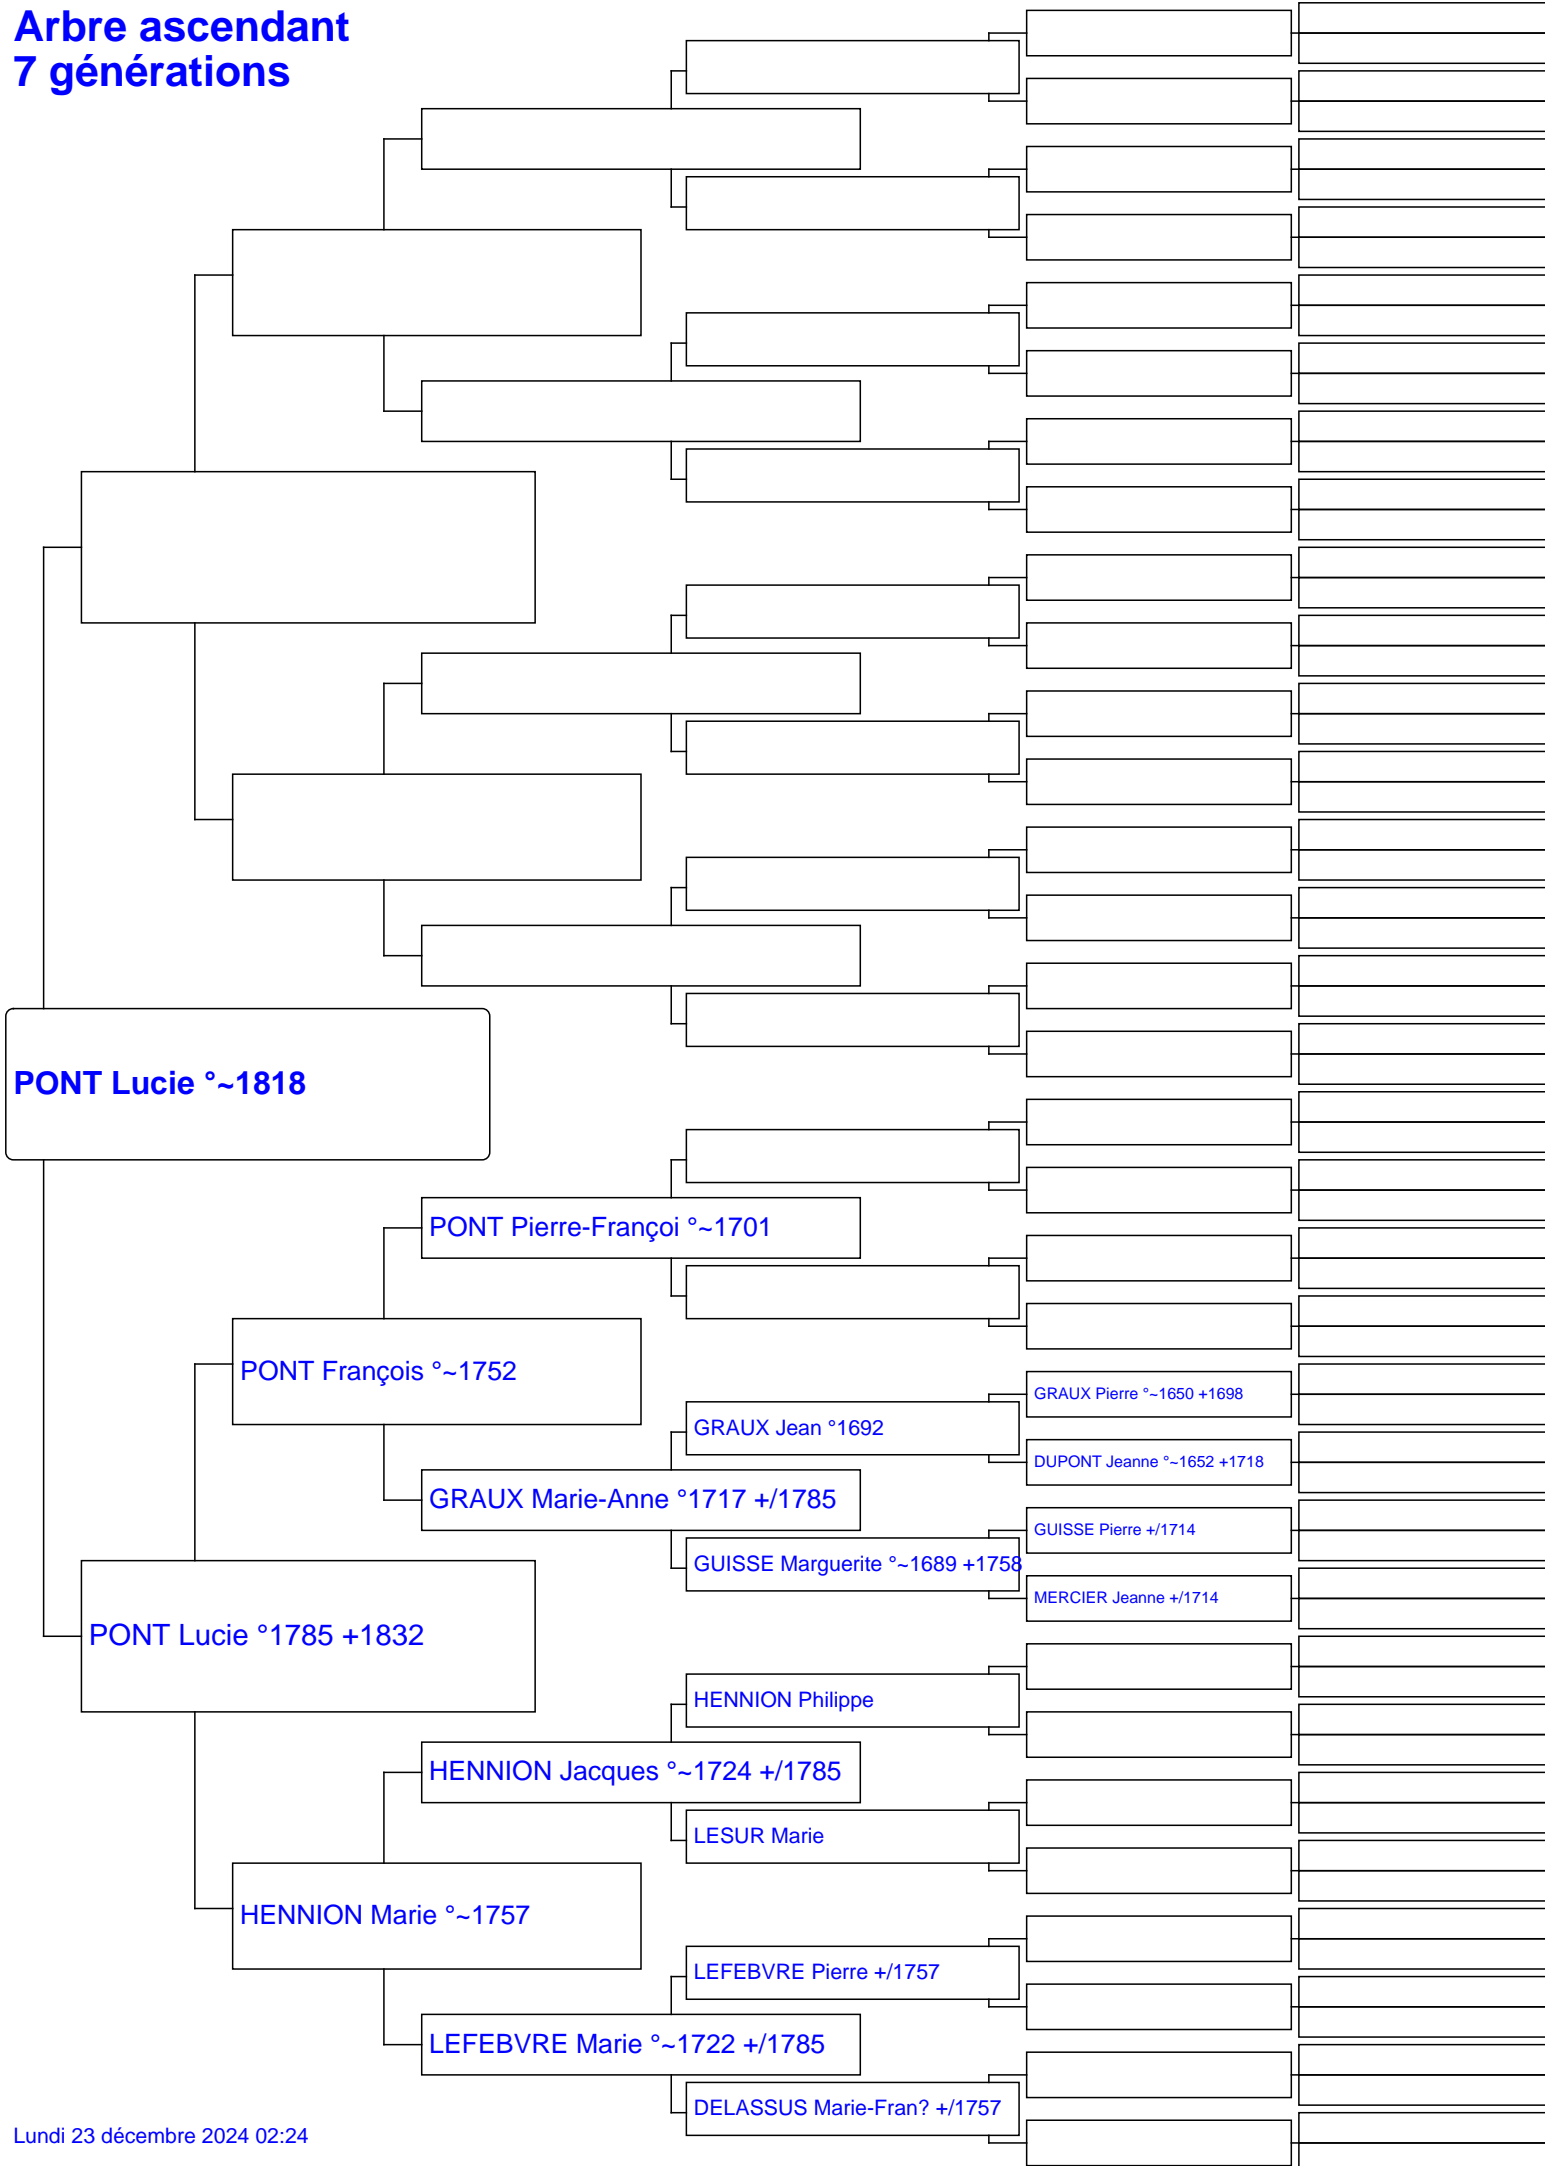 Arbre ascendant
7 générations
PONT Lucie °~1818
PONT Pierre-Françoi °~1701
PONT François °~1752
GRAUX Pierre °~1650 +1698
GRAUX Jean °1692
DUPONT Jeanne °~1652 +1718
GRAUX Marie-Anne °1717 +/1785
GUISSE Pierre +/1714
GUISSE Marguerite °~1689 +1758
MERCIER Jeanne +/1714
PONT Lucie °1785 +1832
HENNION Philippe
HENNION Jacques °~1724 +/1785
LESUR Marie
HENNION Marie °~1757
LEFEBVRE Pierre +/1757
LEFEBVRE Marie °~1722 +/1785
DELASSUS Marie-Fran? +/1757
Lundi 23 décembre 2024 02:24